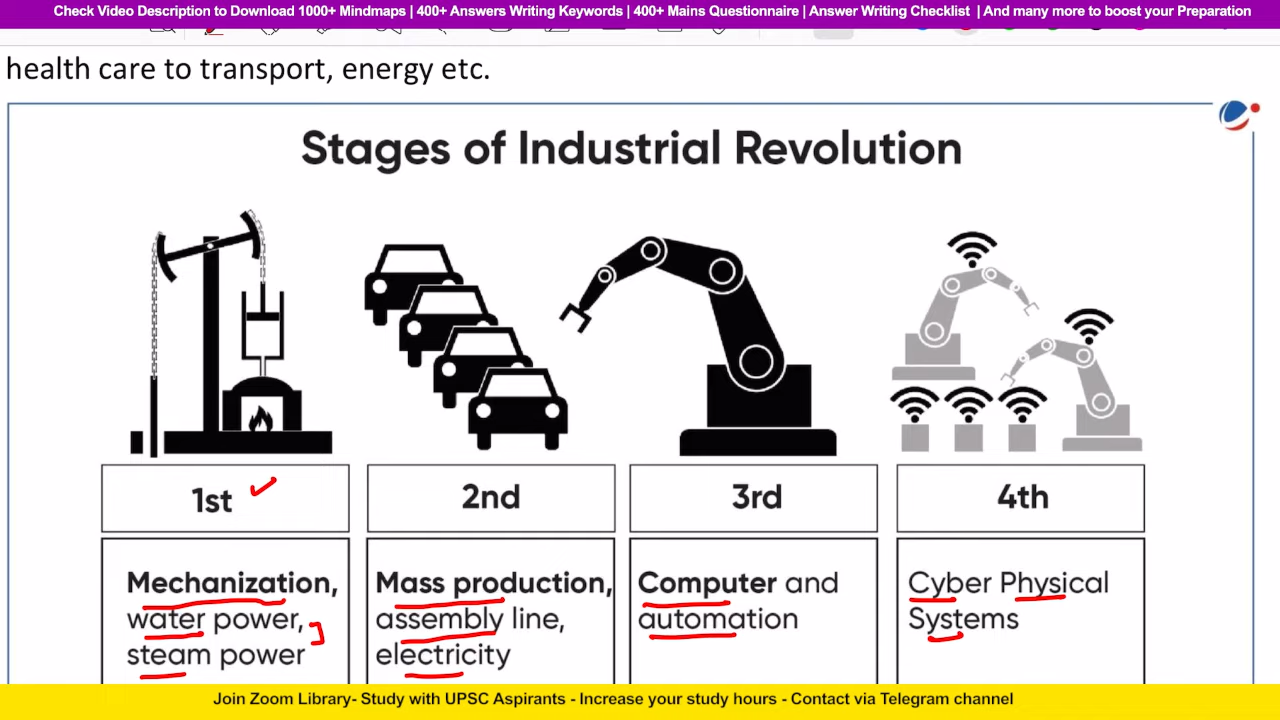 Check Video Description to Download 1000+ Mindmaps | 400+ Answers Writing Keywords | 400+ Mains Questionnaire | Answer Writing Checklist | And many more to boost your Preparation
health care to transport, energy etc.
Stages of Industrial Revolution
1st
2nd
3rd
4th
Mechanization,
water power,
steam power
Mass production,
assembly line,
electricity
Computer and
automation
Cyber Physical
Systems
Join Zoom Library- Study with UPSC Aspirants - Increase your study hours - Contact via Telegram channel